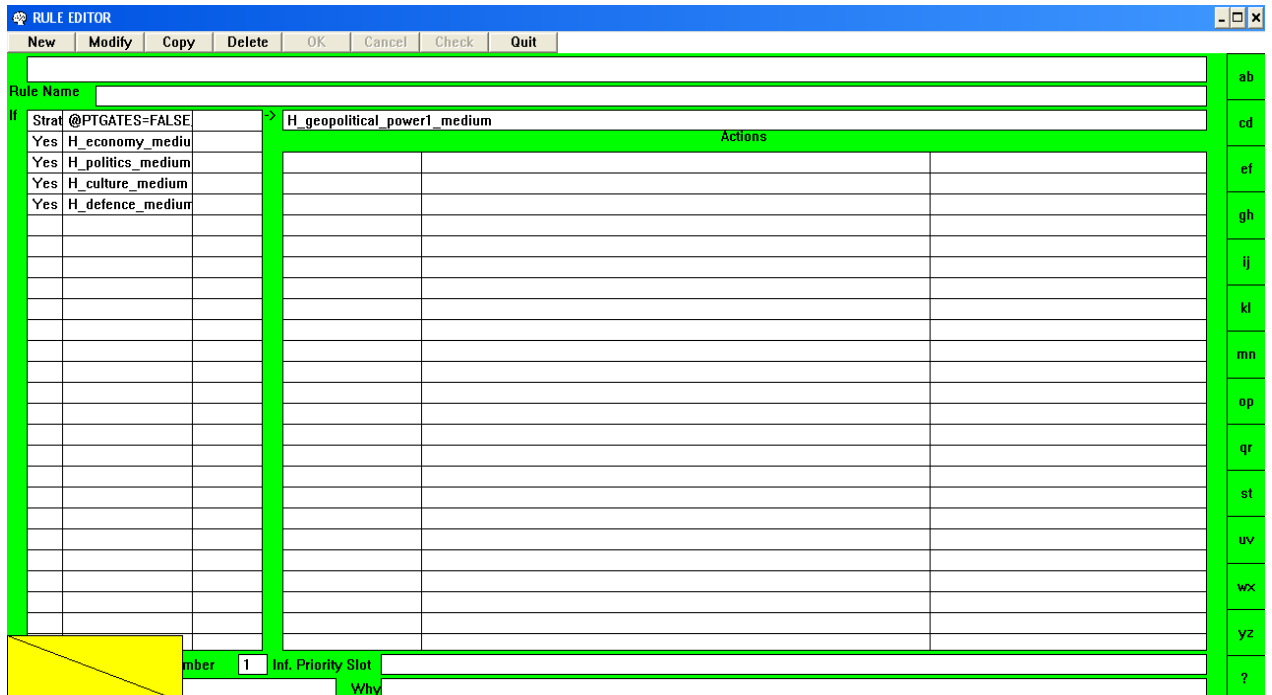 RULE EDITOR
New Modify Copy Delete OK Cancel Check Quit
Rule Name
If Strat @PTGATES=FALSE, -> H_geopolitical_power1_medium
Actions
Yes H_economy_mediu
Yes H_politics_medium
Yes H_culture_medium
Yes H_defence_medium
mber 1 Inf. Priority Slot
Why
ab
cd
ef
gh
ij
kl
mn
op
qr
st
uv
wx
yz
?